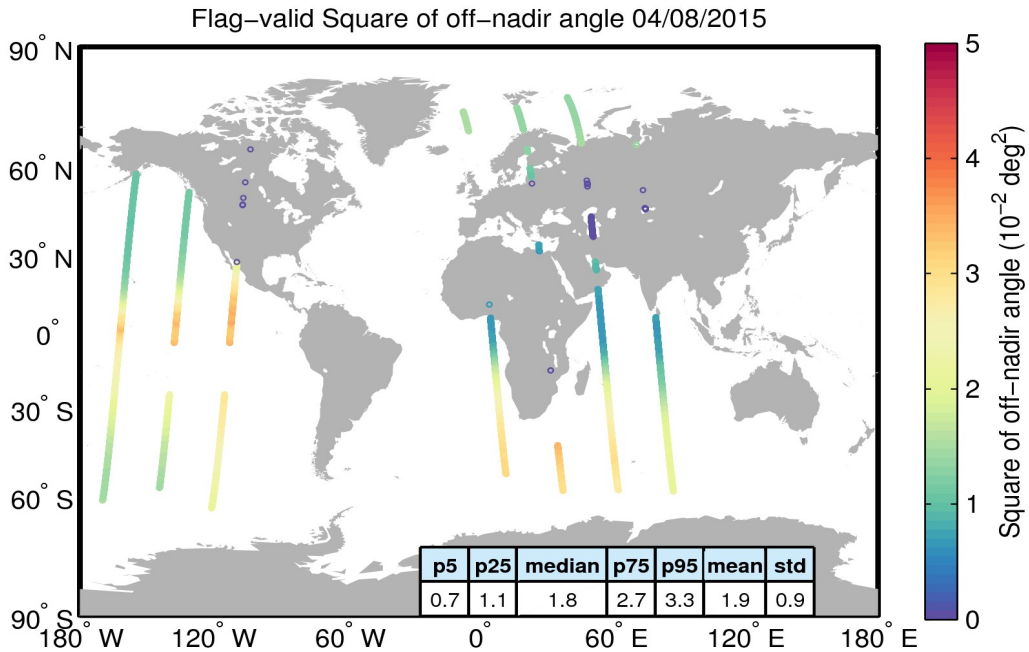 Flag−valid Square of off−nadir angle 04/08/2015
90° N
60° N
30° N
0°
30° S
60° S
90° S
180° W
120° W
60° W
0°
60° E
120° E
180° E
p5 p25 median p75 p95 mean std
0.7 1.1 1.8 2.7 3.3 1.9 0.9
5
4
3
2
1
0
Square of off−nadir angle (10⁻² deg²)